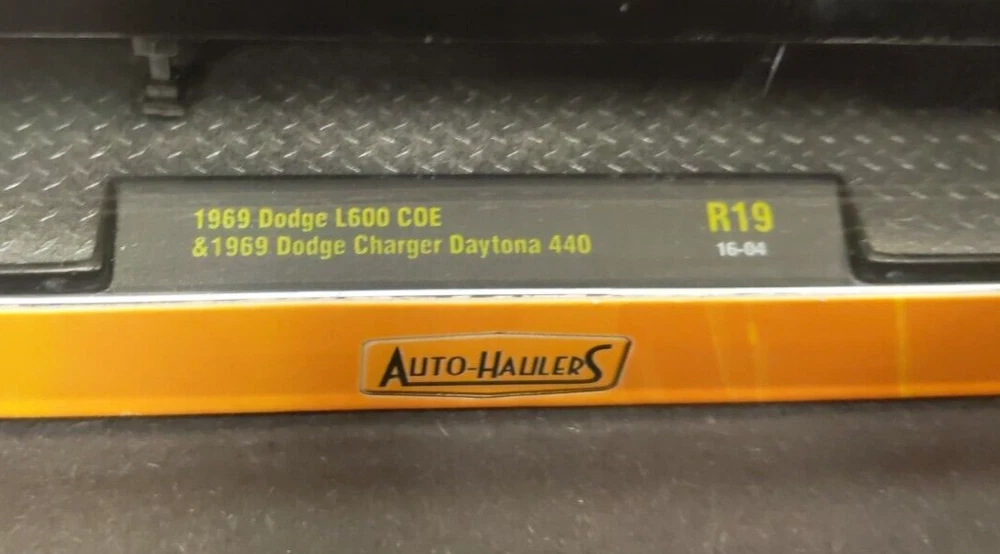 1969 Dodge L600 COE
&1969 Dodge Charger Daytona 440
R19
16-04
AUTO-HAULERS